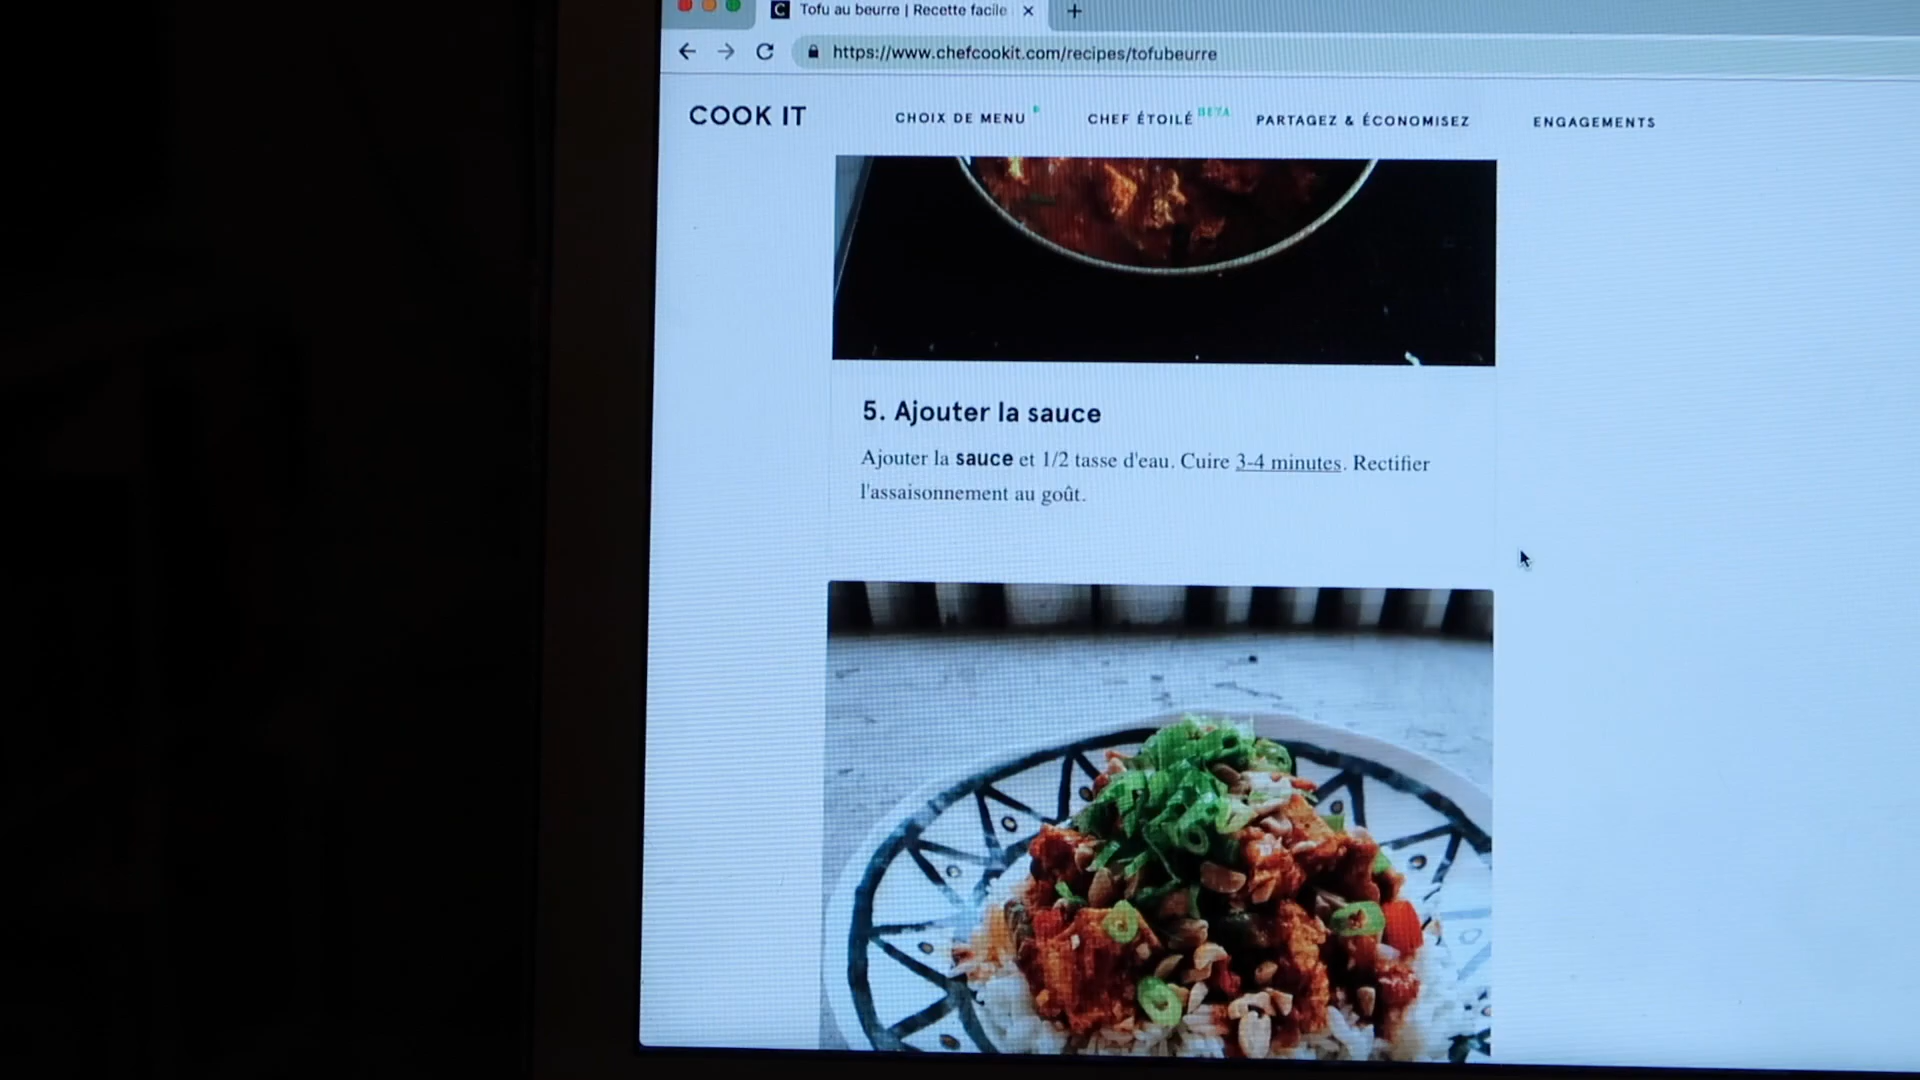 Tofu au beurre | Recette facile
https://www.chefcookit.com/recipes/tofubeurre
COOK IT
CHOIX DE MENU
CHEF ÉTOILÉ BETA
PARTAGEZ & ÉCONOMISEZ
ENGAGEMENTS
5. Ajouter la sauce
Ajouter la sauce et 1/2 tasse d'eau. Cuire 3-4 minutes. Rectifier
l'assaisonnement au goût.